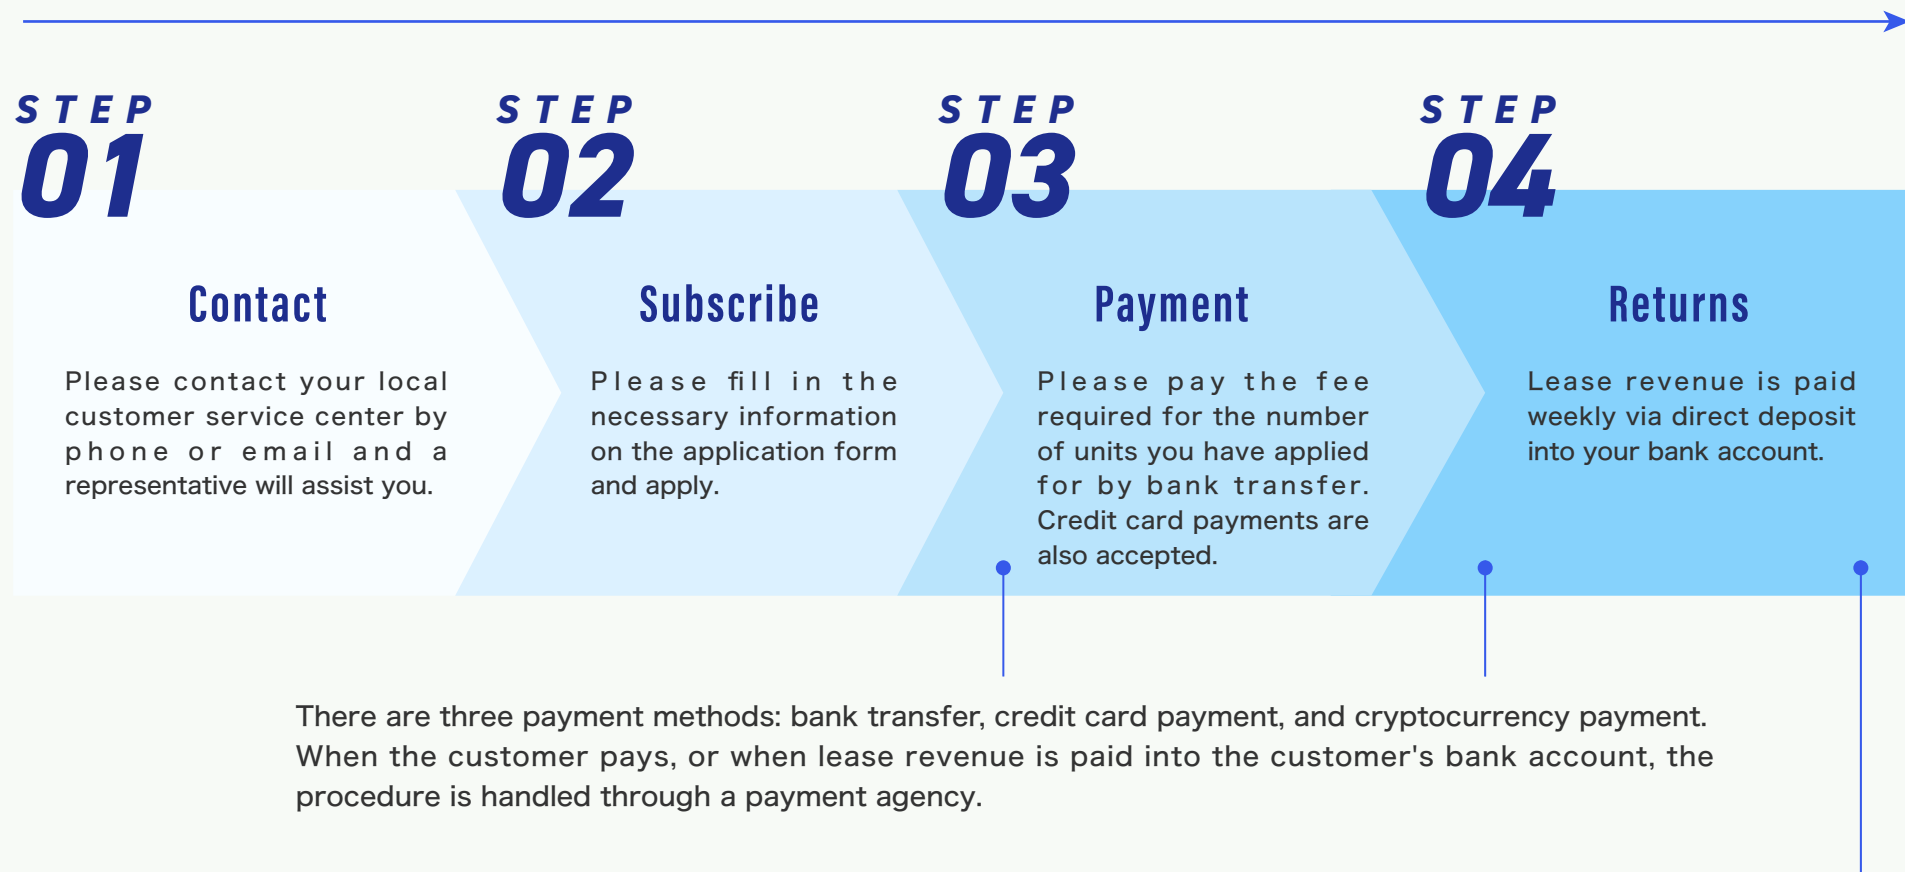 STEP
01
Contact
Please contact your local
customer service center by
phone or email and a
representative will assist you.
STEP
02
Subscribe
Please fill in the
necessary information
on the application form
and apply.
STEP
03
Payment
Please pay the fee
required for the number
of units you have applied
for by bank transfer.
Credit card payments are
also accepted.
STEP
04
Returns
Lease revenue is paid
weekly via direct deposit
into your bank account.
There are three payment methods: bank transfer, credit card payment, and cryptocurrency payment.
When the customer pays, or when lease revenue is paid into the customer's bank account, the
procedure is handled through a payment agency.